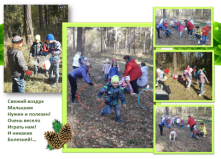 Свежий воздух
Малышам
Нужен и полезен!
Очень весело
Играть нам!
И никаких
Болезней!...